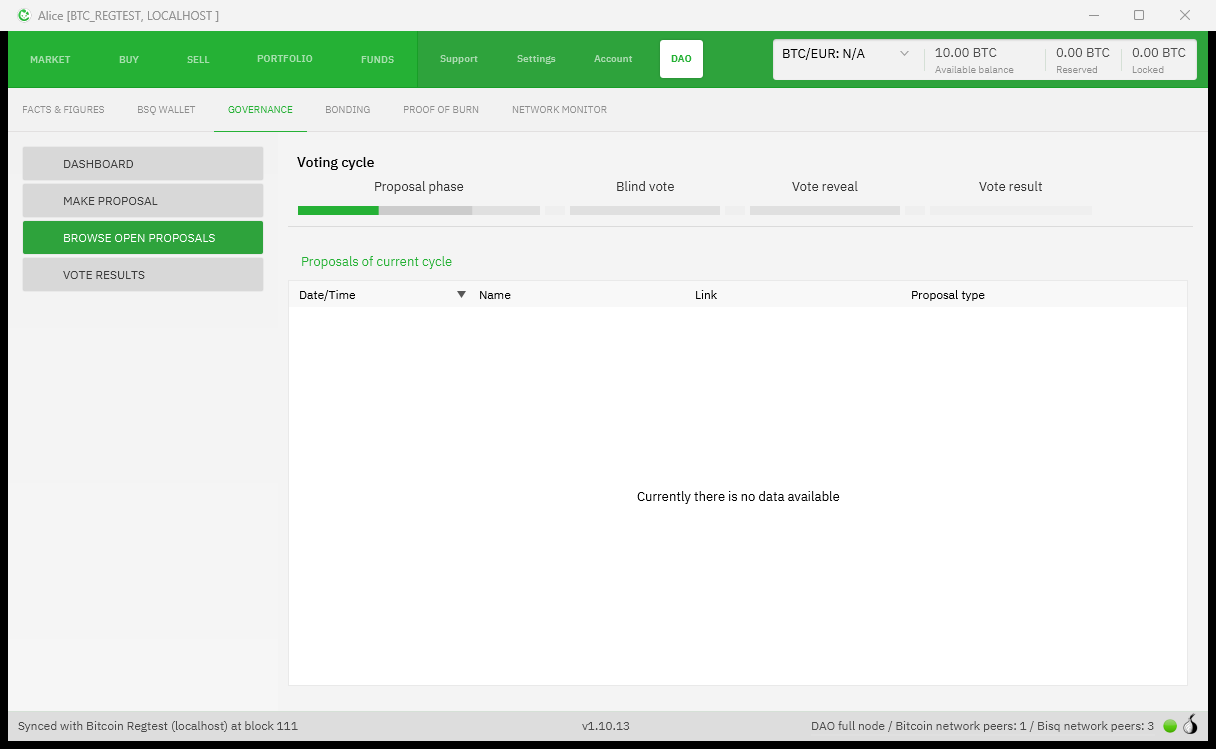 Alice [BTC_REGTEST, LOCALHOST ]
MARKET BUY SELL PORTFOLIO FUNDS Support Settings Account DAO
BTC/EUR: N/A 10.00 BTC 0.00 BTC 0.00 BTC
Available balance Reserved Locked
FACTS & FIGURES BSQ WALLET GOVERNANCE BONDING PROOF OF BURN NETWORK MONITOR
DASHBOARD
MAKE PROPOSAL
BROWSE OPEN PROPOSALS
VOTE RESULTS
Voting cycle
Proposal phase Blind vote Vote reveal Vote result
Proposals of current cycle
Date/Time Name Link Proposal type
Currently there is no data available
Synced with Bitcoin Regtest (localhost) at block 111 v1.10.13 DAO full node / Bitcoin network peers: 1 / Bisq network peers: 3